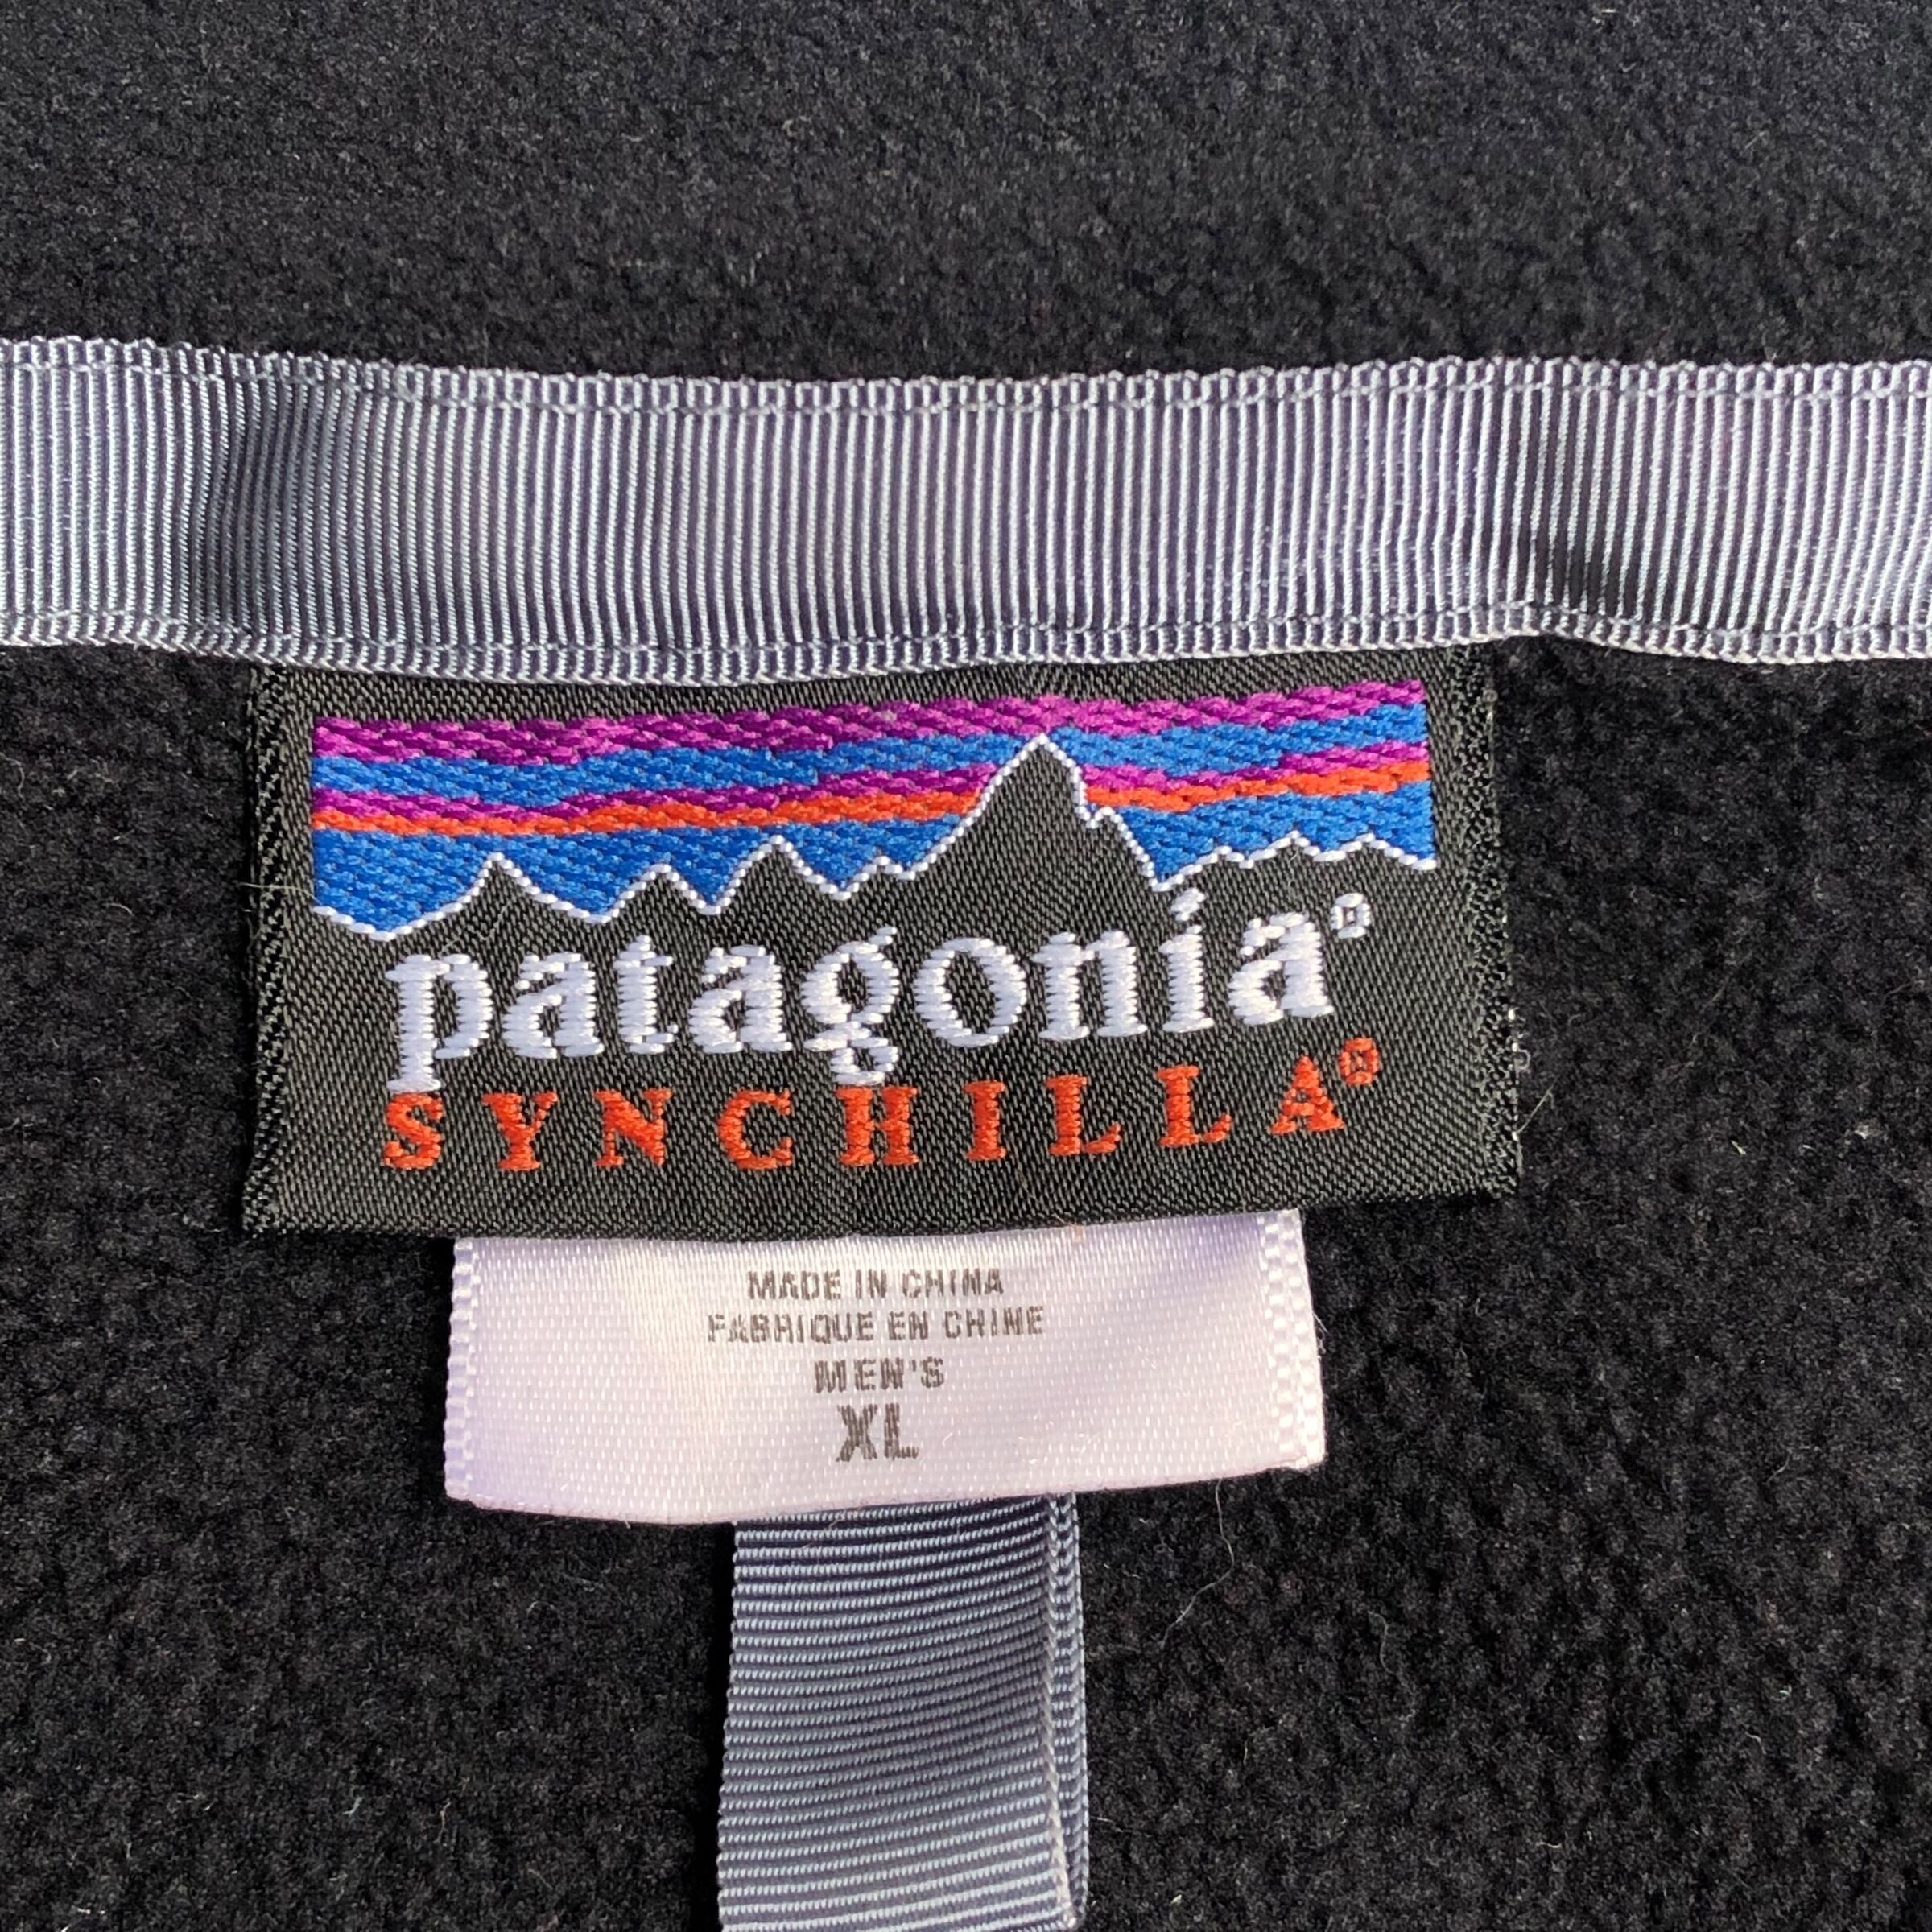 patagonia®
SYNCHILLA®
MADE IN CHINA
FABRIQUE EN CHINE
MEN'S
XL